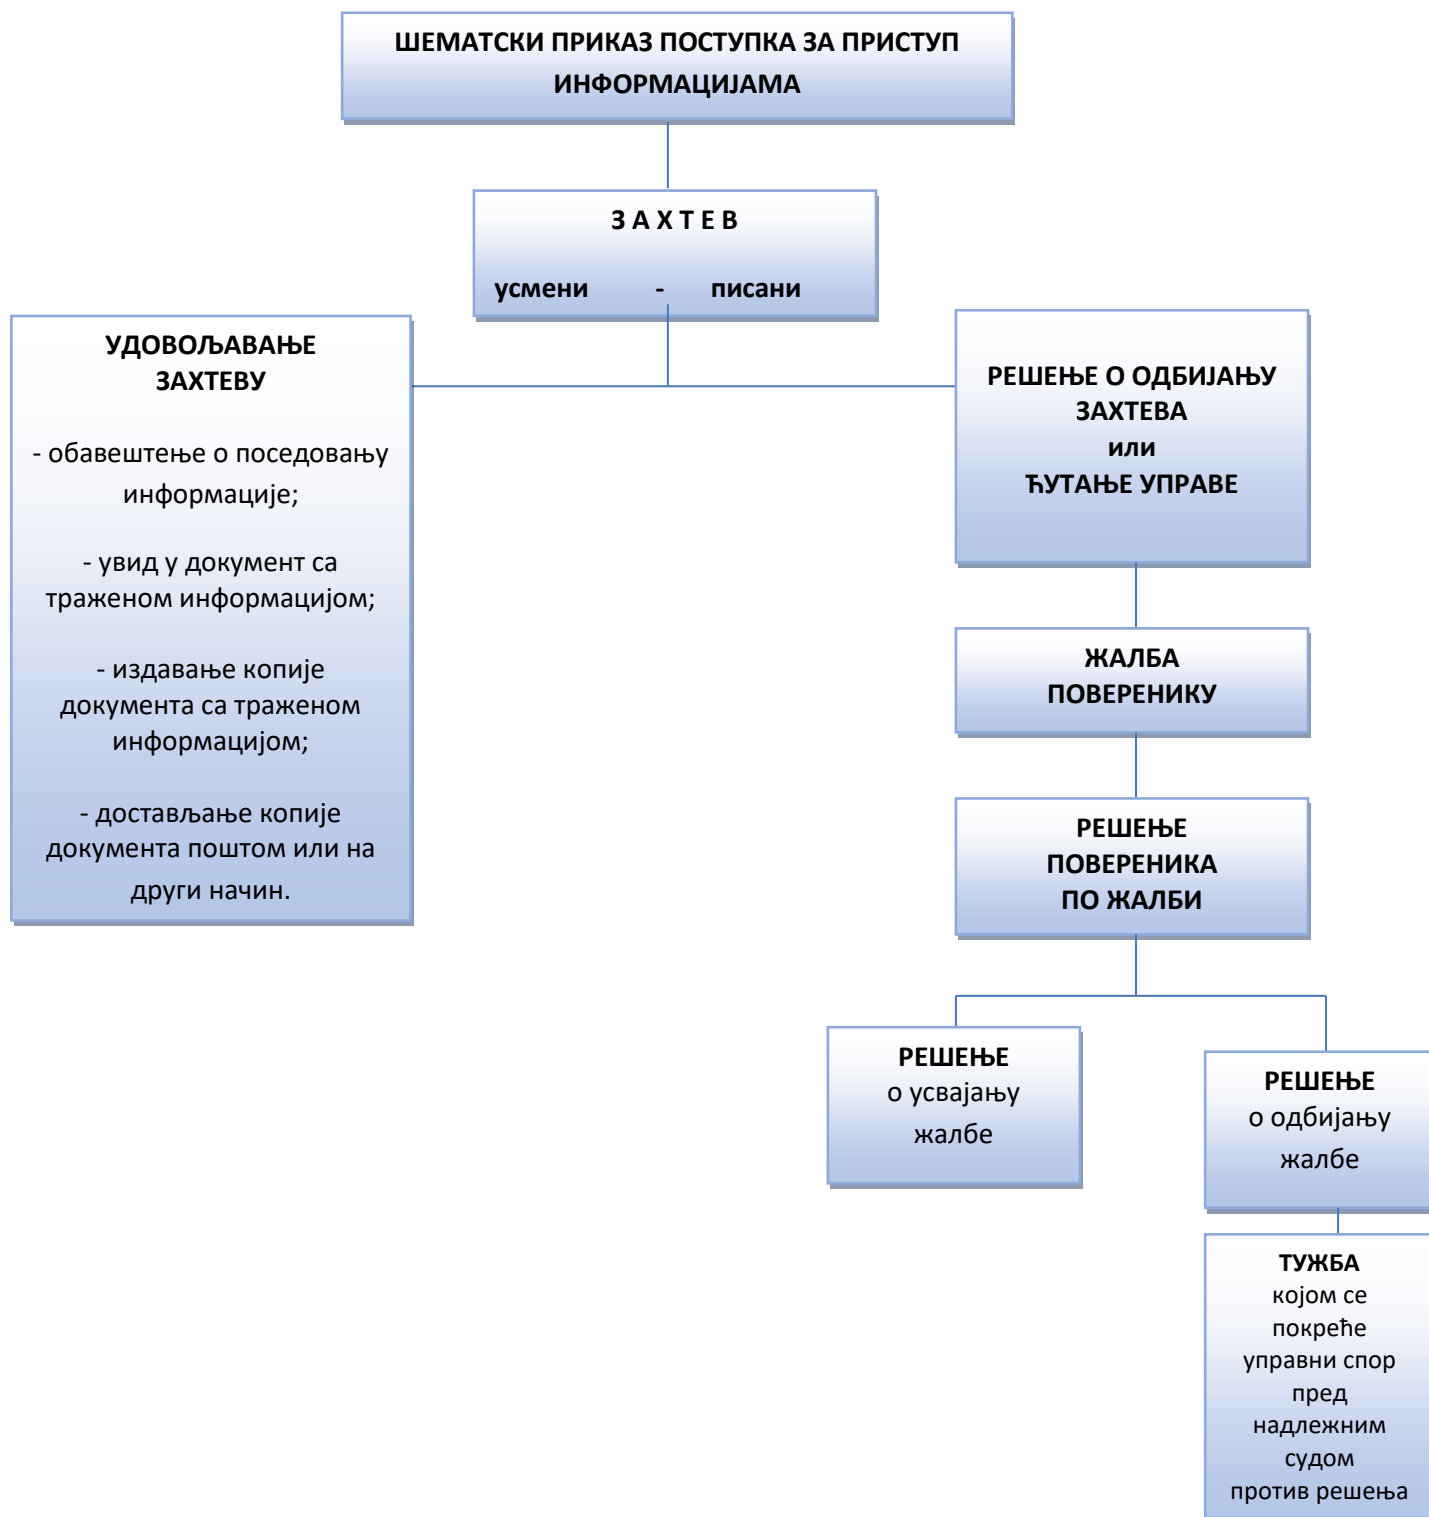 ШЕМАТСКИ ПРИКАЗ ПОСТУПКА ЗА ПРИСТУП
ИНФОРМАЦИЈАМА
З А Х Т Е В
усмени - писани
УДОВОЉАВАЊЕ
ЗАХТЕВУ
- обавештење о поседовању
информације;
- увид у документ са
траженом информацијом;
- издавање копије
документа са траженом
информацијом;
- достављање копије
документа поштом или на
други начин.
РЕШЕЊЕ О ОДБИЈАЊУ
ЗАХТЕВА
или
ЋУТАЊЕ УПРАВЕ
ЖАЛБА
ПОВЕРЕНИКУ
РЕШЕЊЕ
ПОВЕРЕНИКА
ПО ЖАЛБИ
РЕШЕЊЕ
о усвајању
жалбе
РЕШЕЊЕ
о одбијању
жалбе
ТУЖБА
којом се
покреће
управни спор
пред
надлежним
судом
против решења